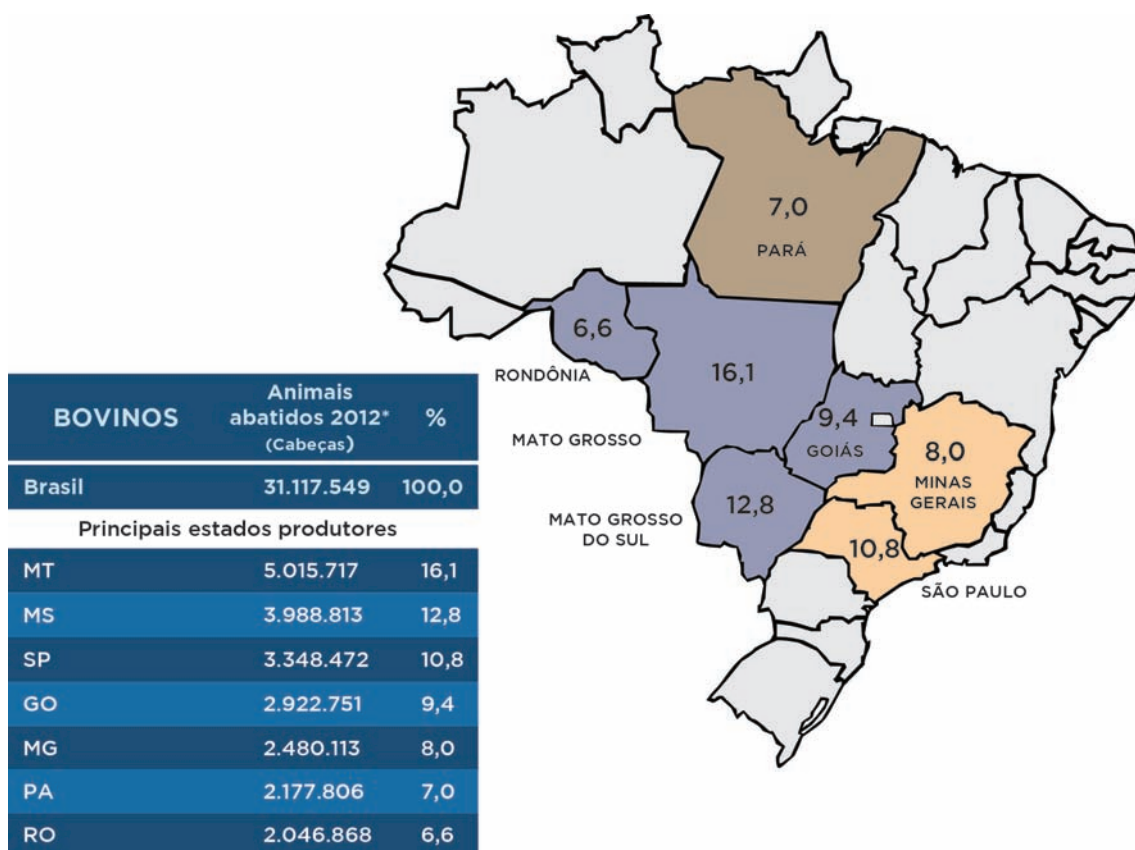 7,0
PARÁ
6,6
RONDÔNIA
16,1
MATO GROSSO
9,4
GOIÁS
8,0
MINAS
GERAIS
12,8
MATO GROSSO
DO SUL
10,8
SÃO PAULO
BOVINOS Animais abatidos 2012* (Cabeças) %
Brasil 31.117.549 100,0
Principais estados produtores
MT 5.015.717 16,1
MS 3.988.813 12,8
SP 3.348.472 10,8
GO 2.922.751 9,4
MG 2.480.113 8,0
PA 2.177.806 7,0
RO 2.046.868 6,6